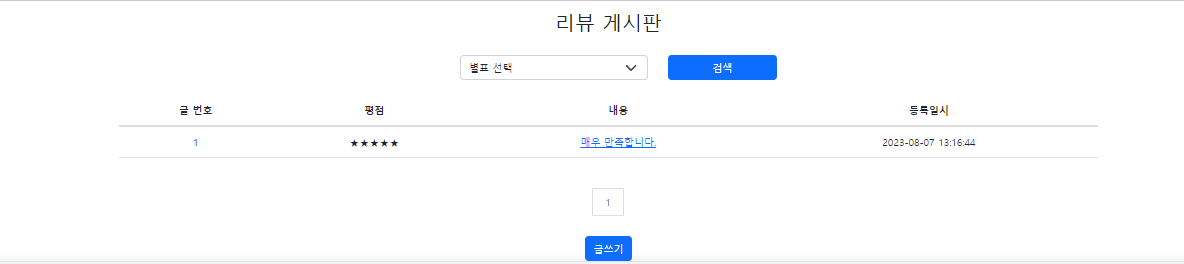 리뷰 게시판
별표 선택 검색
글 번호 평점 내용 등록일시
1 ★★★★★ 매우 만족합니다. 2023-08-07 13:16:44
1
글쓰기